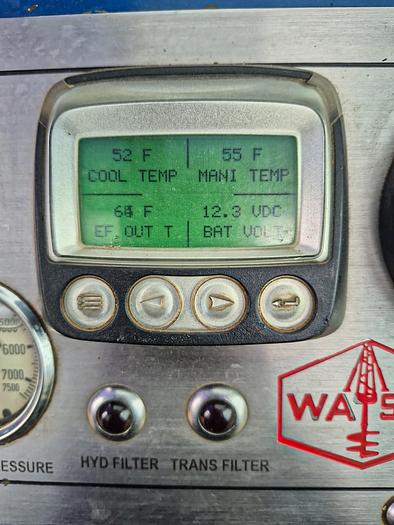 52 F
55 F
COOL TEMP
MANI TEMP
F
12.3 VDC
EF OUT T
BAT VOLT
6000
7000
7500
HYD FILTER
TRANS FILTER